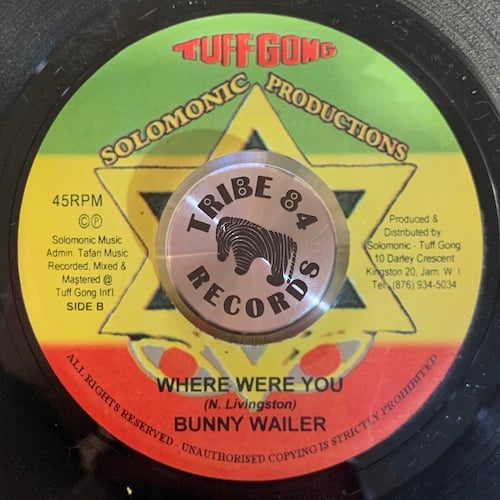 TUFF GONG
SOLOMONIC PRODUCTIONS
TRIBE 84
RECORDS
45RPM
© Ⓟ
Solomonic Music
Admin. Tafari Music
Recorded, Mixed &
Mastered @
Tuff Gong Int'l.
SIDE B
Produced &
Distributed by:
Solomonic - Tuff Gong
10 Darley Crescent
Kingston 20, Jam. W. I.
Tel: (876) 934-5034
WHERE WERE YOU
(N. Livingston)
BUNNY WAILER
ALL RIGHTS RESERVED - UNAUTHORISED COPYING IS STRICTLY PROHIBITED